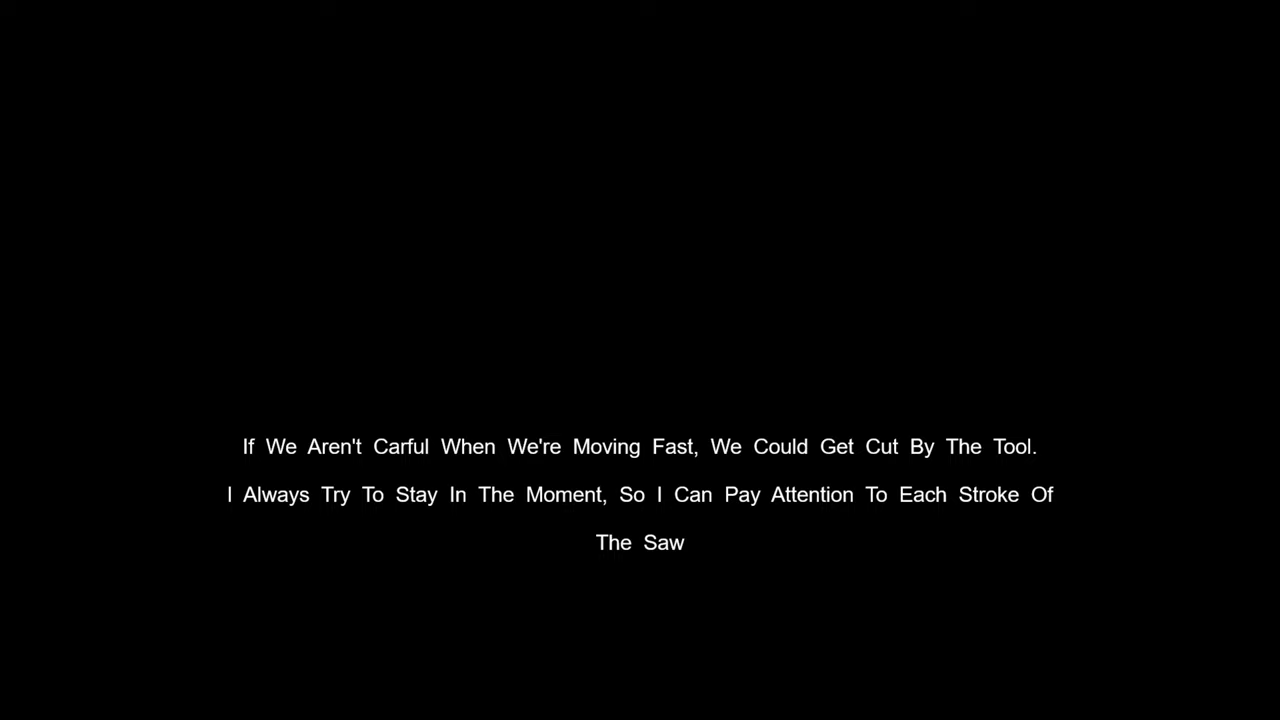 If We Aren't Carful When We're Moving Fast, We Could Get Cut By The Tool.
I Always Try To Stay In The Moment, So I Can Pay Attention To Each Stroke Of
The Saw